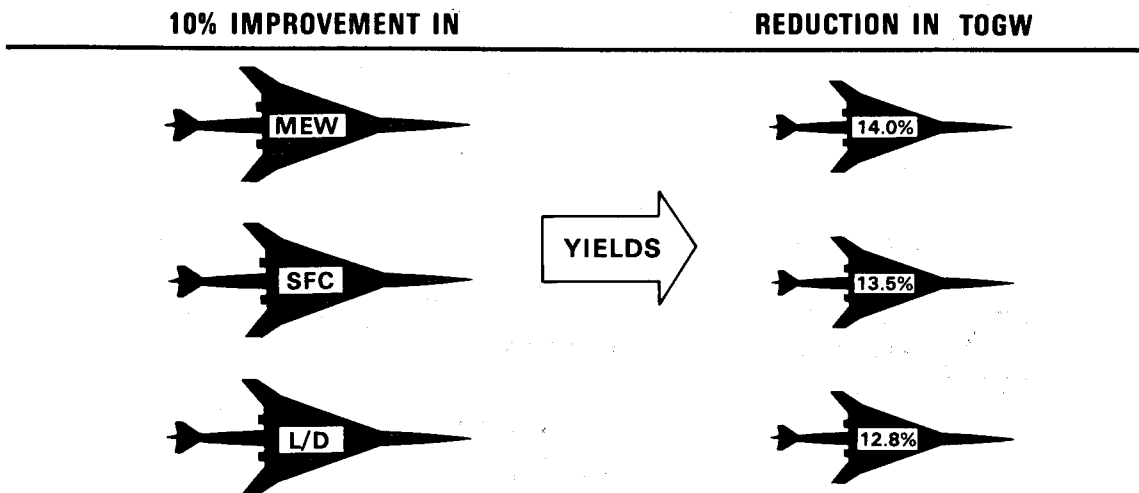 10% IMPROVEMENT IN
REDUCTION IN TOGW
MEW
14.0%
YIELDS
SFC
13.5%
L/D
12.8%